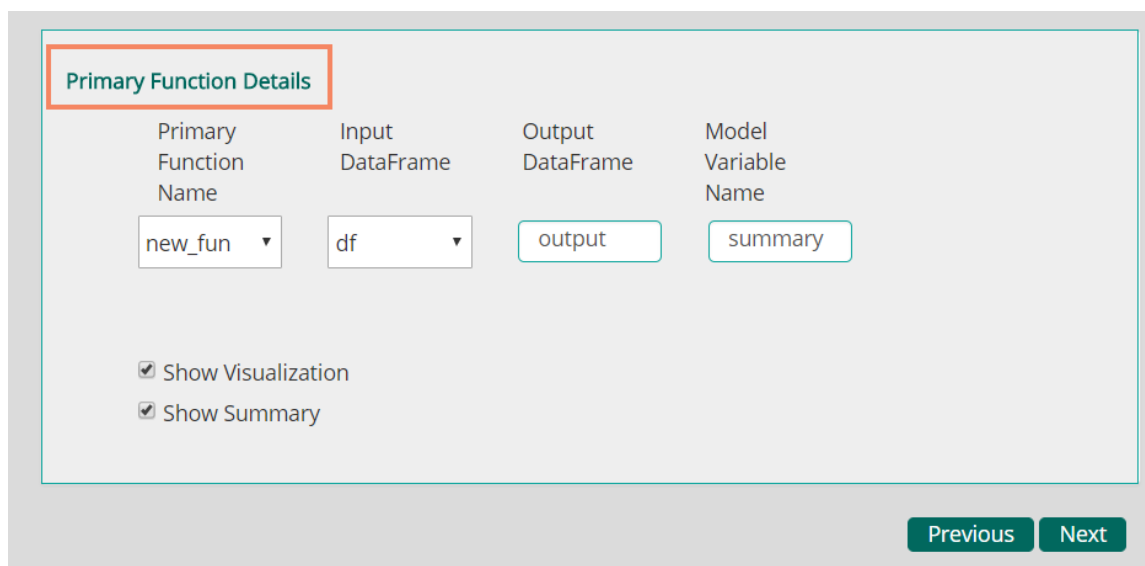 Primary Function Details
Primary Function Name
Input DataFrame
Output DataFrame
Model Variable Name
new_fun
df
output
summary
Show Visualization
Show Summary
Previous
Next